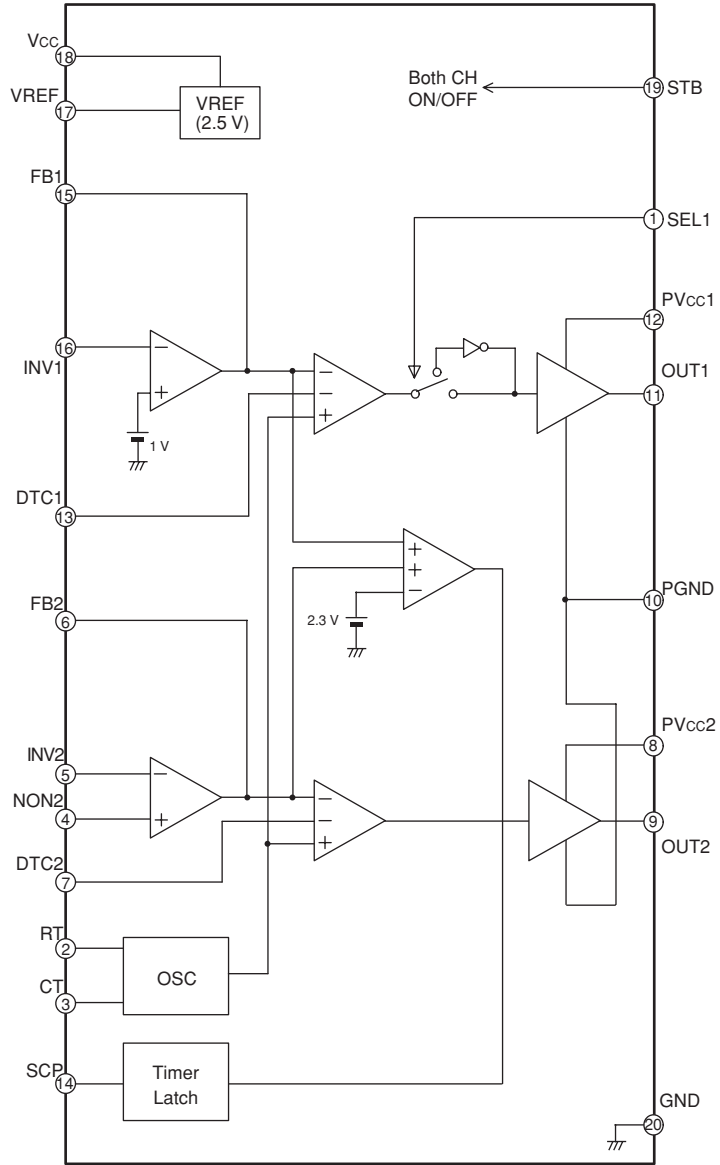 Vcc
18
VREF
17
VREF
(2.5 V)
Both CH
ON/OFF
19
STB
FB1
15
1
SEL1
PVcc1
12
16
INV1
−
+
1 V
−
−
+
OUT1
11
DTC1
13
+
+
−
2.3 V
FB2
6
PGND
10
PVcc2
8
INV2
5
NON2
4
−
+
−
−
+
9
OUT2
DTC2
7
RT
2
CT
3
OSC
SCP
14
Timer
Latch
GND
20